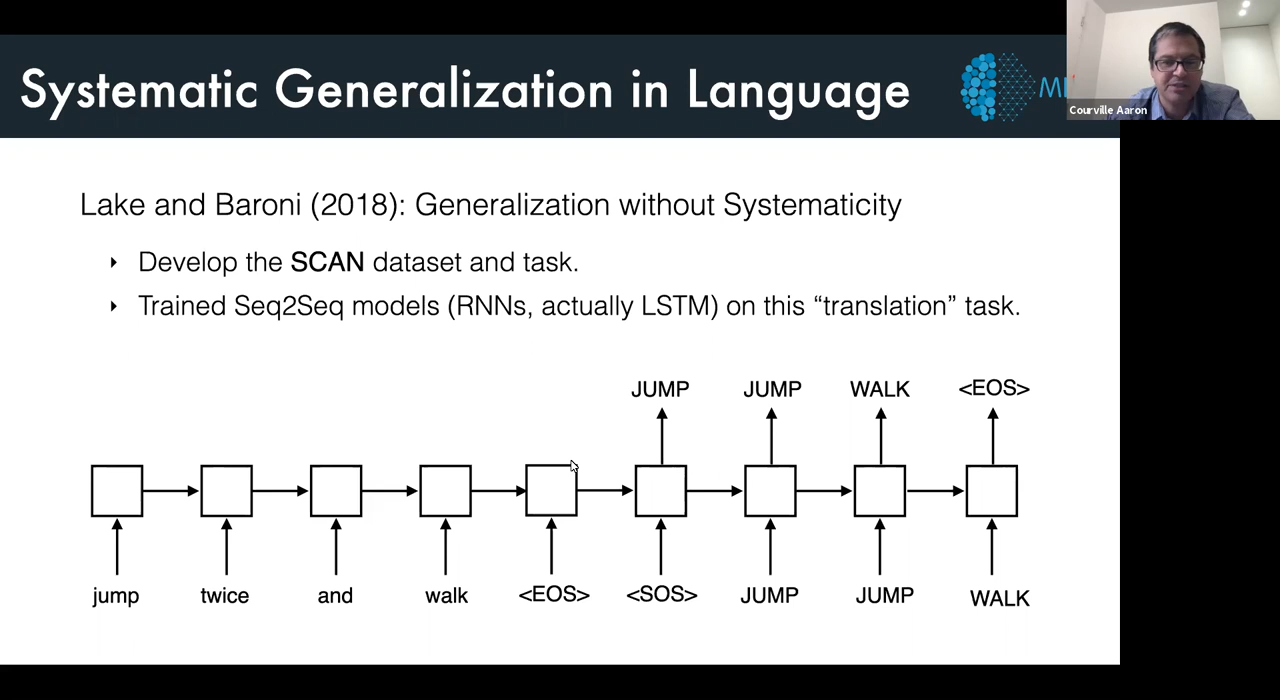 Systematic Generalization in Language
Courville Aaron
Lake and Baroni (2018): Generalization without Systematicity
‣ Develop the SCAN dataset and task.
‣ Trained Seq2Seq models (RNNs, actually LSTM) on this “translation” task.
JUMP JUMP WALK <EOS>
jump twice and walk <EOS> <SOS> JUMP JUMP WALK